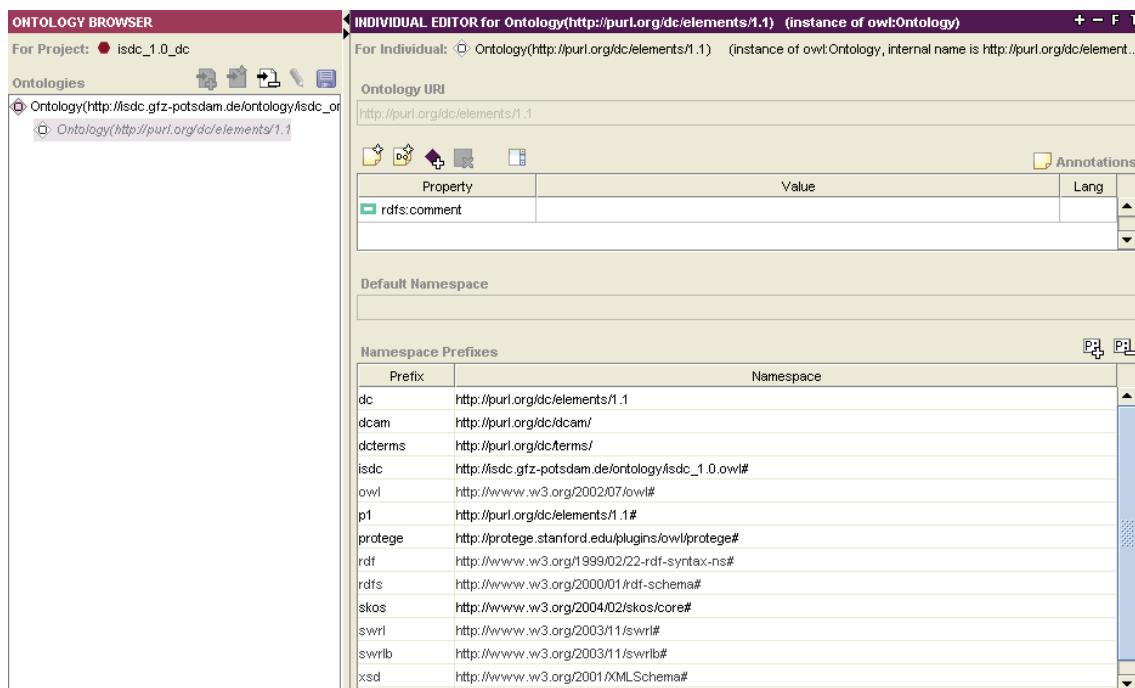 ONTOLOGY BROWSER
For Project: isdc_1.0_dc
Ontologies
Ontology(http://isdc.gfz-potsdam.de/ontology/isdc_or
Ontology(http://purl.org/dc/elements/1.1
INDIVIDUAL EDITOR for Ontology(http://purl.org/dc/elements/1.1) (instance of owl:Ontology)
+ − F T
For Individual: Ontology(http://purl.org/dc/elements/1.1) (instance of owl:Ontology, internal name is http://purl.org/dc/element...
Ontology URI
http://purl.org/dc/elements/1.1
Annotations
Property Value Lang
rdfs:comment
Default Namespace
Namespace Prefixes
Prefix Namespace
dc http://purl.org/dc/elements/1.1
dcam http://purl.org/dc/dcam/
dcterms http://purl.org/dc/terms/
isdc http://isdc.gfz-potsdam.de/ontology/isdc_1.0.owl#
owl http://www.w3.org/2002/07/owl#
p1 http://purl.org/dc/elements/1.1#
protege http://protege.stanford.edu/plugins/owl/protege#
rdf http://www.w3.org/1999/02/22-rdf-syntax-ns#
rdfs http://www.w3.org/2000/01/rdf-schema#
skos http://www.w3.org/2004/02/skos/core#
swrl http://www.w3.org/2003/11/swrl#
swrlb http://www.w3.org/2003/11/swrlb#
xsd http://www.w3.org/2001/XMLSchema#